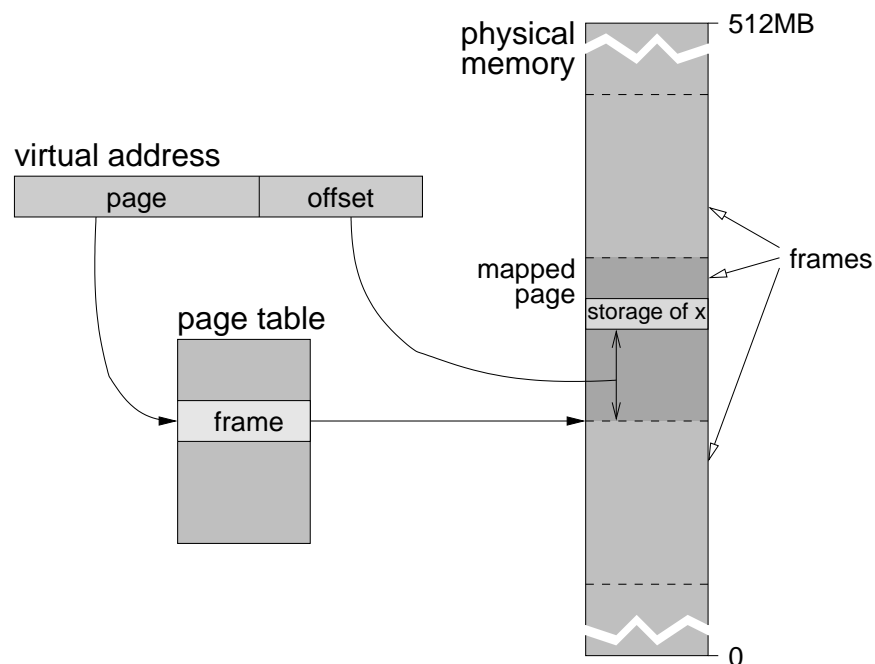 physical
memory
512MB
virtual address
page
offset
frames
mapped
page
storage of x
page table
frame
0